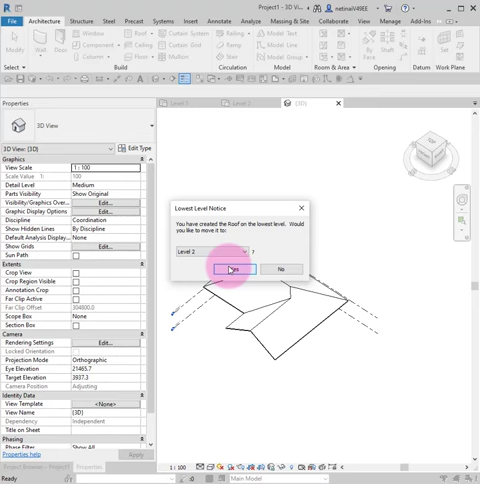 Project1 - 3D Vi...
netinaiV49EE
File Architecture Structure Steel Precast Systems Insert Annotate Analyze Massing & Site Collaborate View Manage Add-Ins
Modify Wall Door Window Component Column Roof Ceiling Floor Curtain System Curtain Grid Mullion Railing Ramp Stair Model Text Model Line Model Group By Face Shaft Set
Select Build Circulation Model Room & Area Opening Datum Work Plane
Properties
Level 2
{3D}
3D View
3D View: {3D} Edit Type
Graphics
View Scale 1 : 100
Scale Value 1: 100
Detail Level Medium
Parts Visibility Show Original
Visibility/Graphics Over... Edit...
Graphic Display Options Edit...
Discipline Coordination
Show Hidden Lines By Discipline
Default Analysis Display... None
Show Grids Edit...
Sun Path
Extents
Crop View
Crop Region Visible
Annotation Crop
Far Clip Active
Far Clip Offset 304800.0
Scope Box None
Section Box
Camera
Rendering Settings Edit...
Locked Orientation
Projection Mode Orthographic
Eye Elevation 21465.7
Target Elevation 3937.3
Camera Position Adjusting
Identity Data
View Template <None>
View Name {3D}
Dependency Independent
Title on Sheet
Phasing
Phase Filter Show All
Properties help Apply
Project Browser - Project1 Properties
Lowest Level Notice
You have created the Roof on the lowest level. Would
you like to move it to:
Level 2 ?
Yes No
1 : 100
Ready :0 Main Model